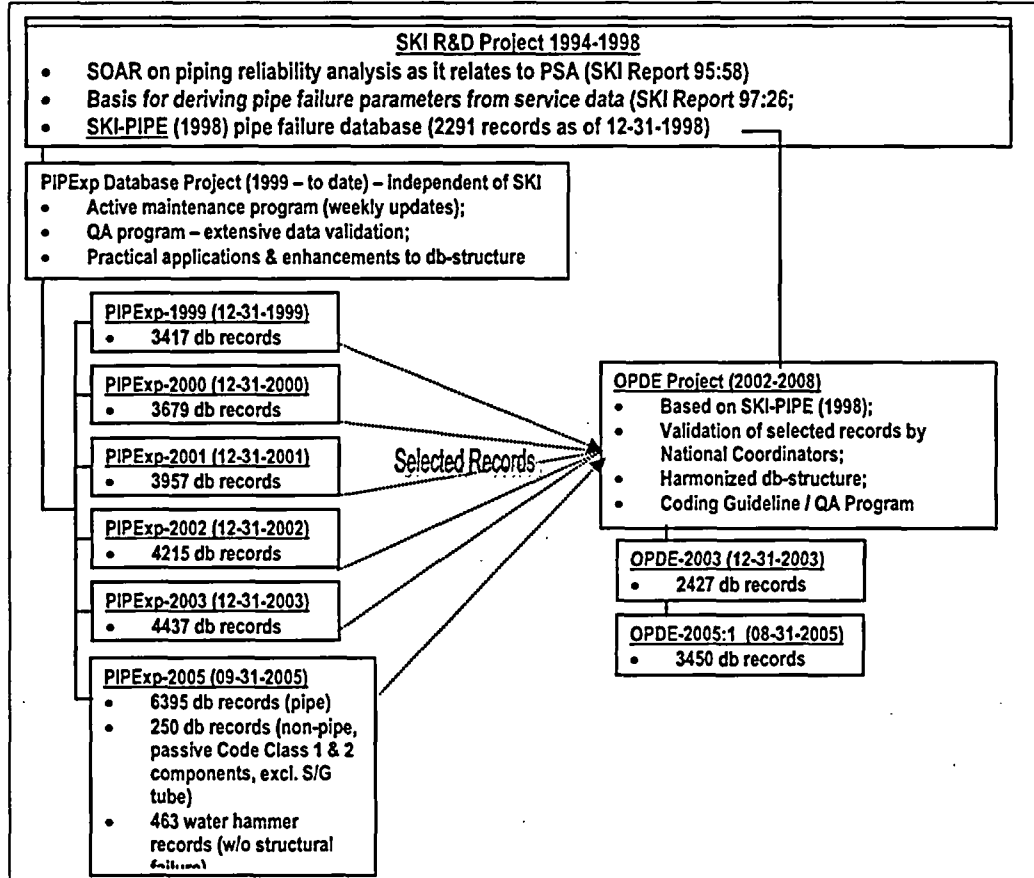 SKI R&D Project 1994-1998
• SOAR on piping reliability analysis as it relates to PSA (SKI Report 95:58)
• Basis for deriving pipe failure parameters from service data (SKI Report 97:26;
• SKI-PIPE (1998) pipe failure database (2291 records as of 12-31-1998)
PIPExp Database Project (1999 – to date) – independent of SKI
• Active maintenance program (weekly updates);
• QA program – extensive data validation;
• Practical applications & enhancements to db-structure
PIPExp-1999 (12-31-1999)
• 3417 db records
PIPExp-2000 (12-31-2000)
• 3679 db records
PIPExp-2001 (12-31-2001)
• 3957 db records
PIPExp-2002 (12-31-2002)
• 4215 db records
PIPExp-2003 (12-31-2003)
• 4437 db records
PIPExp-2005 (09-31-2005)
• 6395 db records (pipe)
• 250 db records (non-pipe,
passive Code Class 1 & 2
components, excl. S/G
tube)
• 463 water hammer
records (w/o structural
failure)
Selected Records
OPDE Project (2002-2008)
• Based on SKI-PIPE (1998);
• Validation of selected records by
National Coordinators;
• Harmonized db-structure;
• Coding Guideline / QA Program
OPDE-2003 (12-31-2003)
• 2427 db records
OPDE-2005:1 (08-31-2005)
• 3450 db records